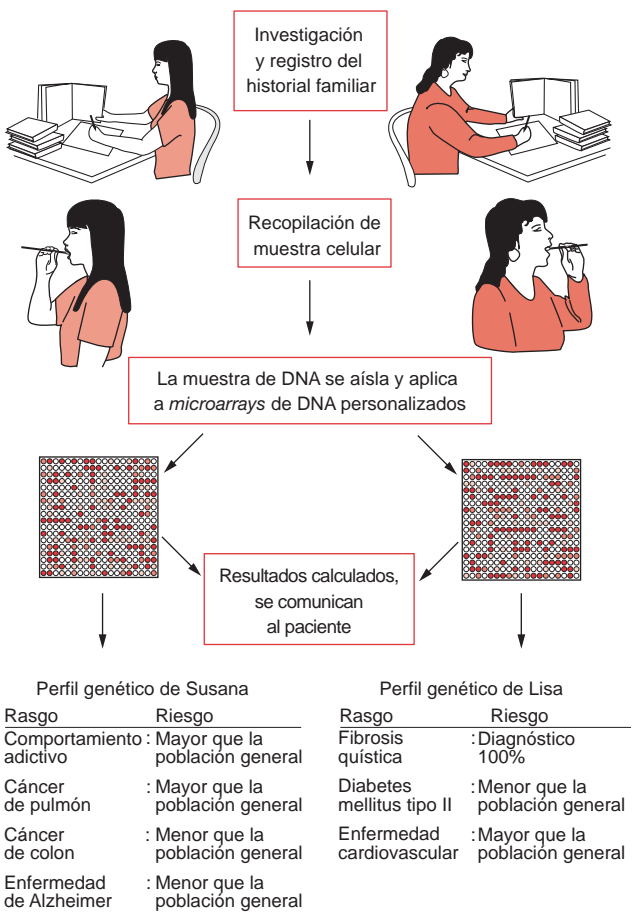 Investigación
y registro del
historial familiar
Recopilación de
muestra celular
La muestra de DNA se aísla y aplica
a microarrays de DNA personalizados
Resultados calculados,
se comunican
al paciente
Perfil genético de Susana
Rasgo Riesgo
Comportamiento : Mayor que la
adictivo población general
Cáncer : Mayor que la
de pulmón población general
Cáncer : Menor que la
de colon población general
Enfermedad : Menor que la
de Alzheimer población general
Perfil genético de Lisa
Rasgo Riesgo
Fibrosis :Diagnóstico
quística 100%
Diabetes :Menor que la
mellitus tipo II población general
Enfermedad :Mayor que la
cardiovascular población general